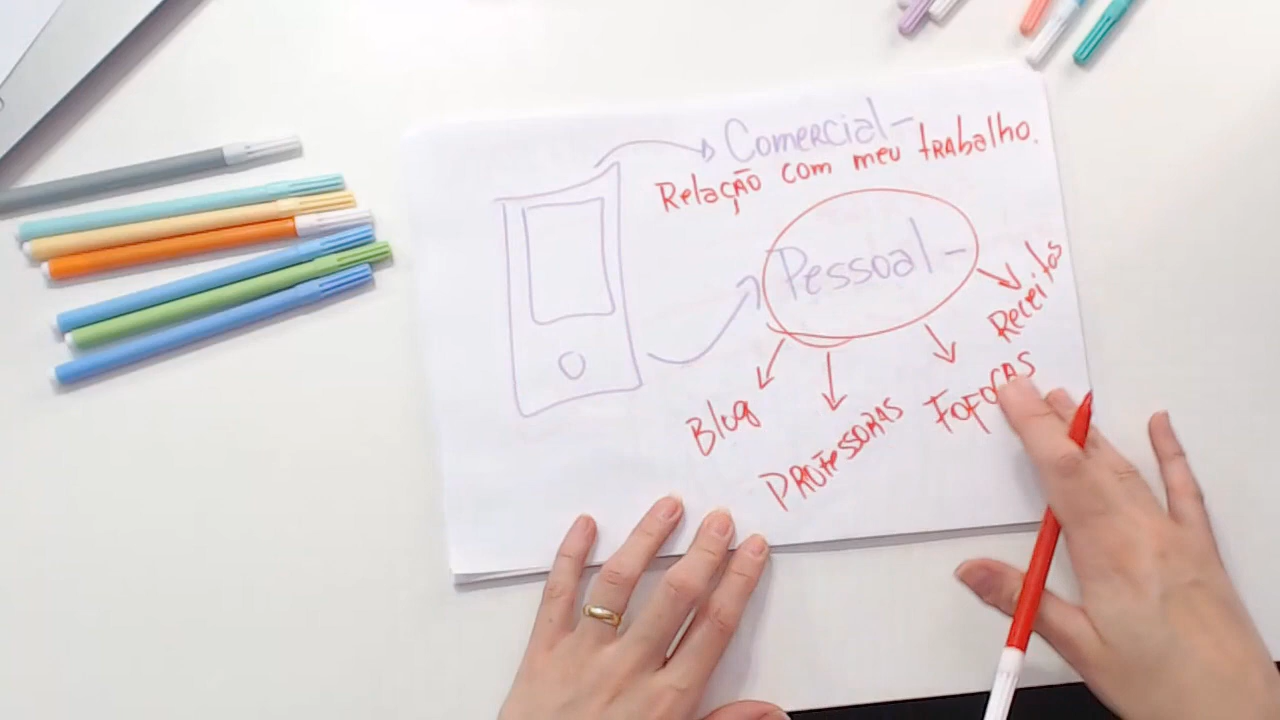 Comercial -
Relação com meu trabalho.
Pessoal -
Receitas
Blog
Professoras
Fofocas